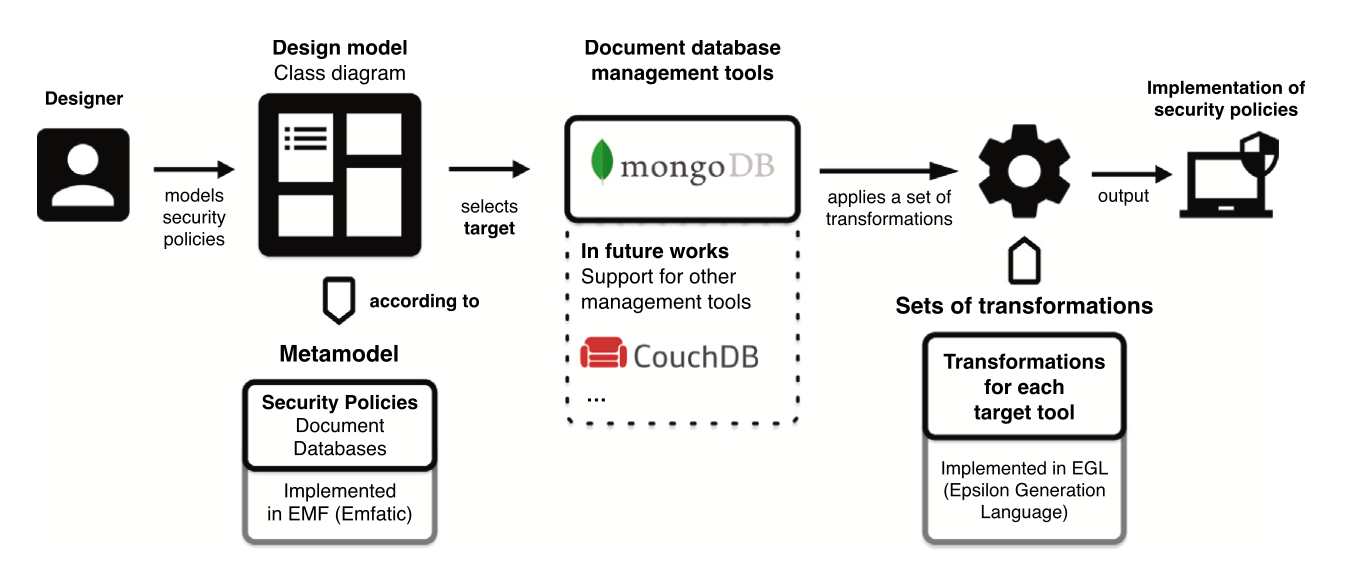 Designer
models
security
policies
Design model
Class diagram
according to
Metamodel
Security Policies
Document
Databases
Implemented
in EMF (Emfatic)
selects
target
Document database
management tools
mongoDB
In future works
Support for other
management tools
CouchDB
...
applies a set of
transformations
Sets of transformations
Transformations
for each
target tool
Implemented in EGL
(Epsilon Generation
Language)
output
Implementation of
security policies